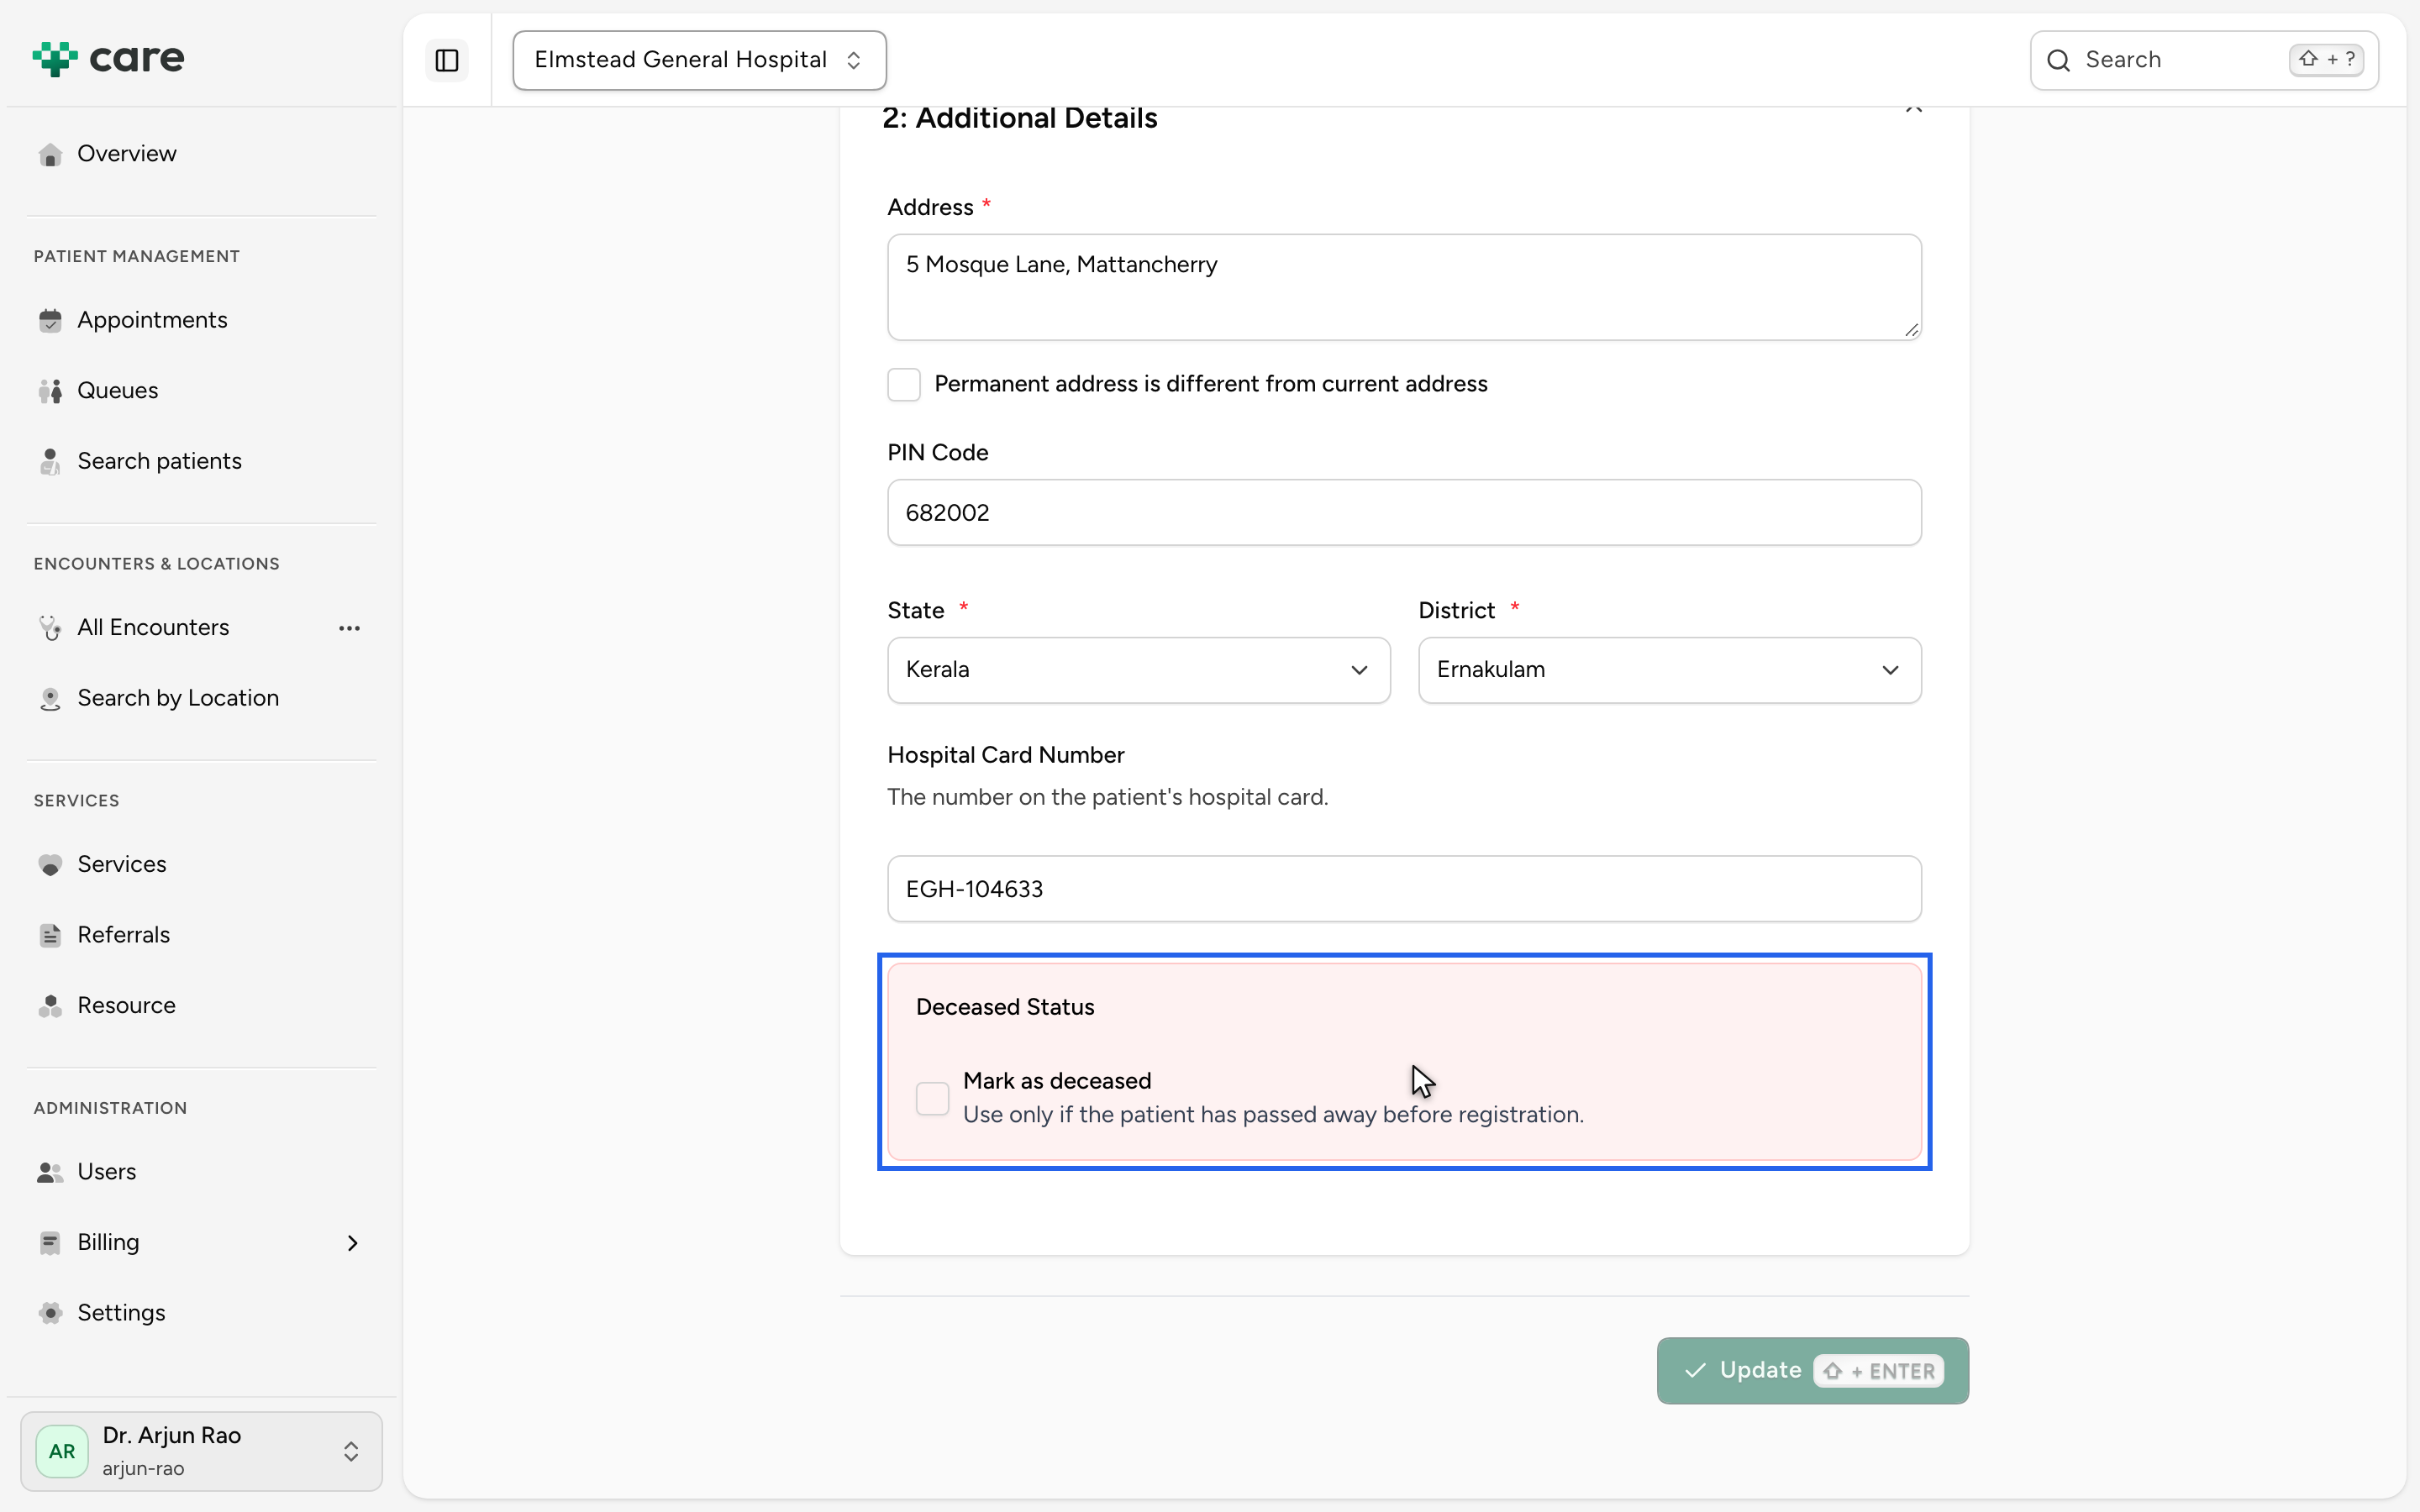 care
Overview
PATIENT MANAGEMENT
Appointments
Queues
Search patients
ENCOUNTERS & LOCATIONS
All Encounters
Search by Location
SERVICES
Services
Referrals
Resource
ADMINISTRATION
Users
Billing
Settings
AR
Dr. Arjun Rao
arjun-rao
Elmstead General Hospital
Search
+ ?
2: Additional Details
Address *
5 Mosque Lane, Mattancherry
Permanent address is different from current address
PIN Code
682002
State *
District *
Kerala
Ernakulam
Hospital Card Number
The number on the patient's hospital card.
EGH-104633
Deceased Status
Mark as deceased
Use only if the patient has passed away before registration.
Update + ENTER